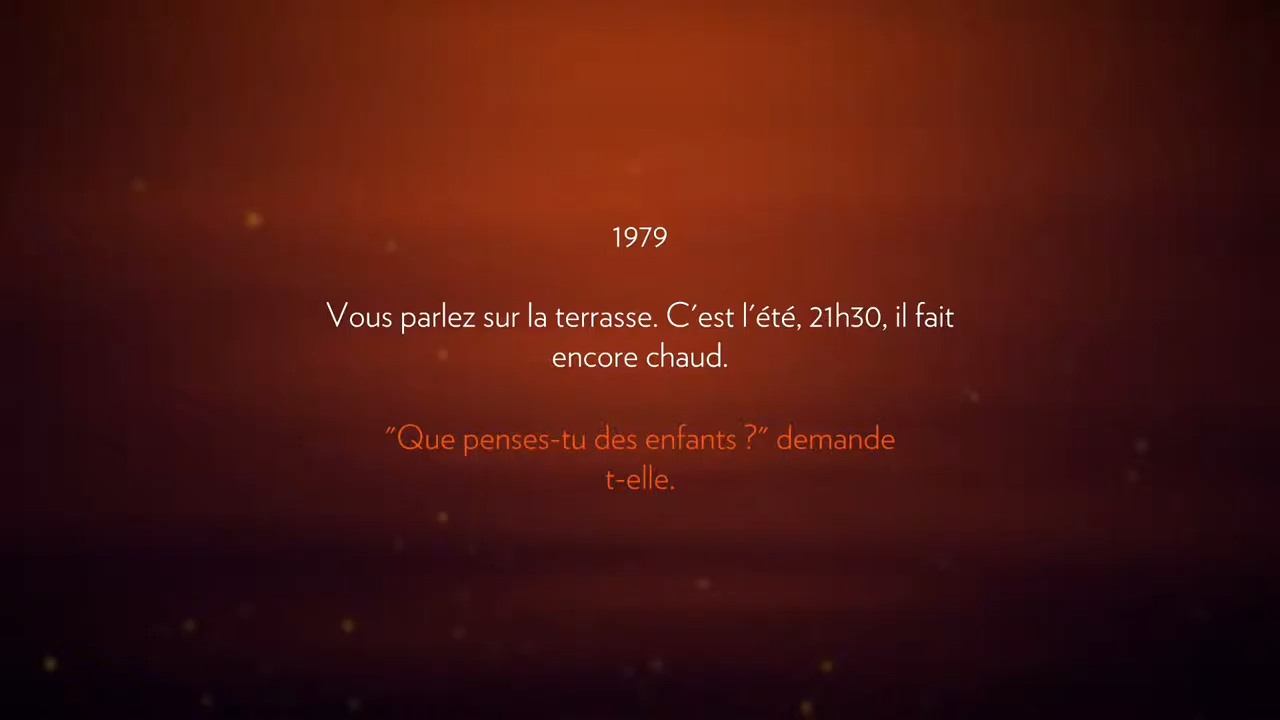 1979
Vous parlez sur la terrasse. C'est l'été, 21h30, il fait
encore chaud.
"Que penses-tu des enfants ?" demande
t-elle.